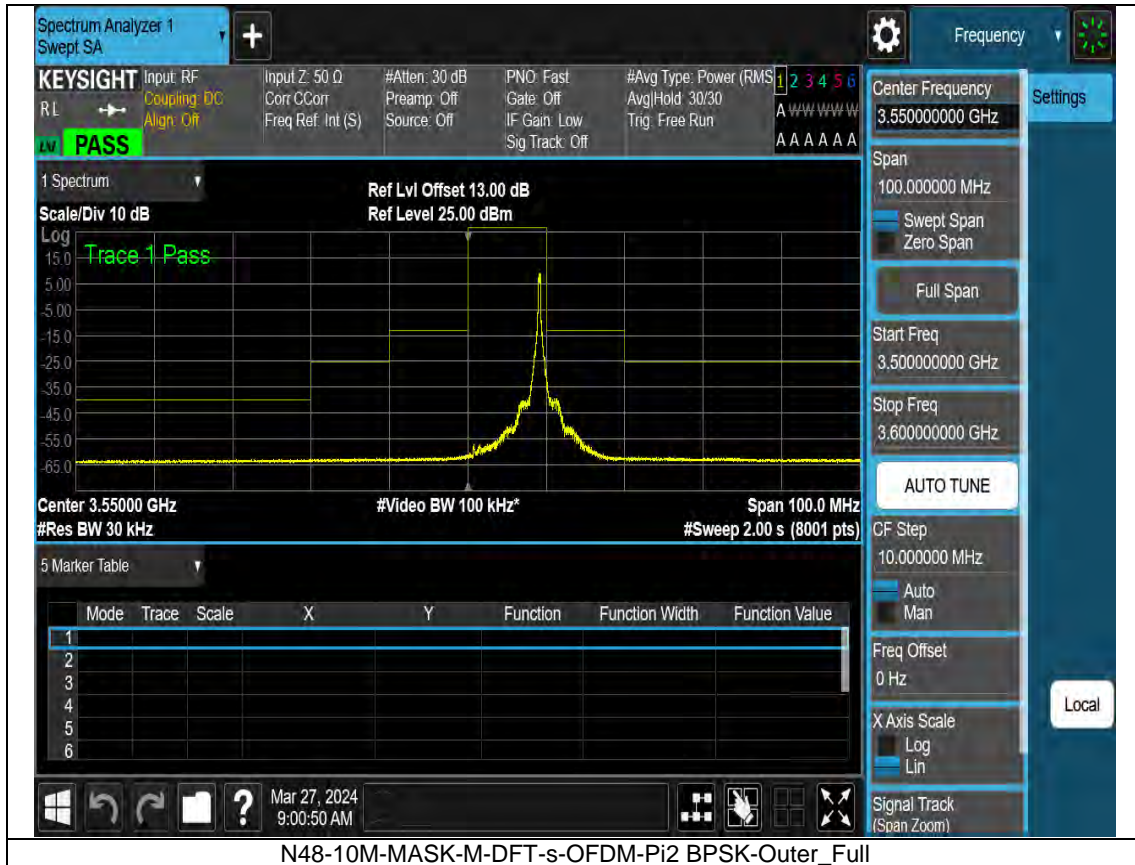 Spectrum Analyzer 1
Swept SA
+
Frequency
KEYSIGHT
RL
LXI
PASS
Input: RF
Coupling: DC
Align: Off
Input Z: 50 Ω
Corr CCorr
Freq Ref: Int (S)
#Atten: 30 dB
Preamp: Off
Source: Off
PNO: Fast
Gate: Off
IF Gain: Low
Sig Track: Off
#Avg Type: Power (RMS
Avg|Hold: 30/30
Trig: Free Run
1 2 3 4 5 6
A W W W W W
A A A A A A
Center Frequency
3.550000000 GHz
Settings
Span
100.000000 MHz
Swept Span
Zero Span
Full Span
Start Freq
3.500000000 GHz
Stop Freq
3.600000000 GHz
AUTO TUNE
CF Step
10.000000 MHz
Auto
Man
Freq Offset
0 Hz
X Axis Scale
Log
Lin
Signal Track
(Span Zoom)
Local
1 Spectrum
Scale/Div 10 dB
Ref Lvl Offset 13.00 dB
Ref Level 25.00 dBm
Log
Trace 1 Pass
15.0
5.00
-5.00
-15.0
-25.0
-35.0
-45.0
-55.0
-65.0
Center 3.55000 GHz
#Video BW 100 kHz*
Span 100.0 MHz
#Res BW 30 kHz
#Sweep 2.00 s (8001 pts)
5 Marker Table
Mode Trace Scale X Y Function Function Width Function Value
1
2
3
4
5
6
?
Mar 27, 2024
9:00:50 AM
N48-10M-MASK-M-DFT-s-OFDM-Pi2 BPSK-Outer_Full